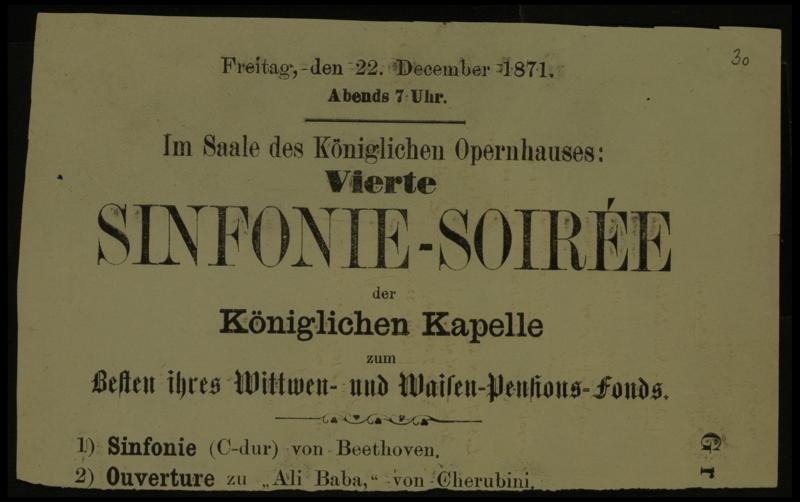 30
Freitag, den 22. December 1871.
Abends 7 Uhr.
Im Saale des Königlichen Opernhauses:
Vierte
SINFONIE-SOIRÉE
der
Königlichen Kapelle
zum
Besten ihres Wittwen- und Waisen-Pensions-Fonds.
1) Sinfonie (C-dur) von Beethoven.
2) Ouverture zu „Ali Baba,“ von Cherubini.
Gr